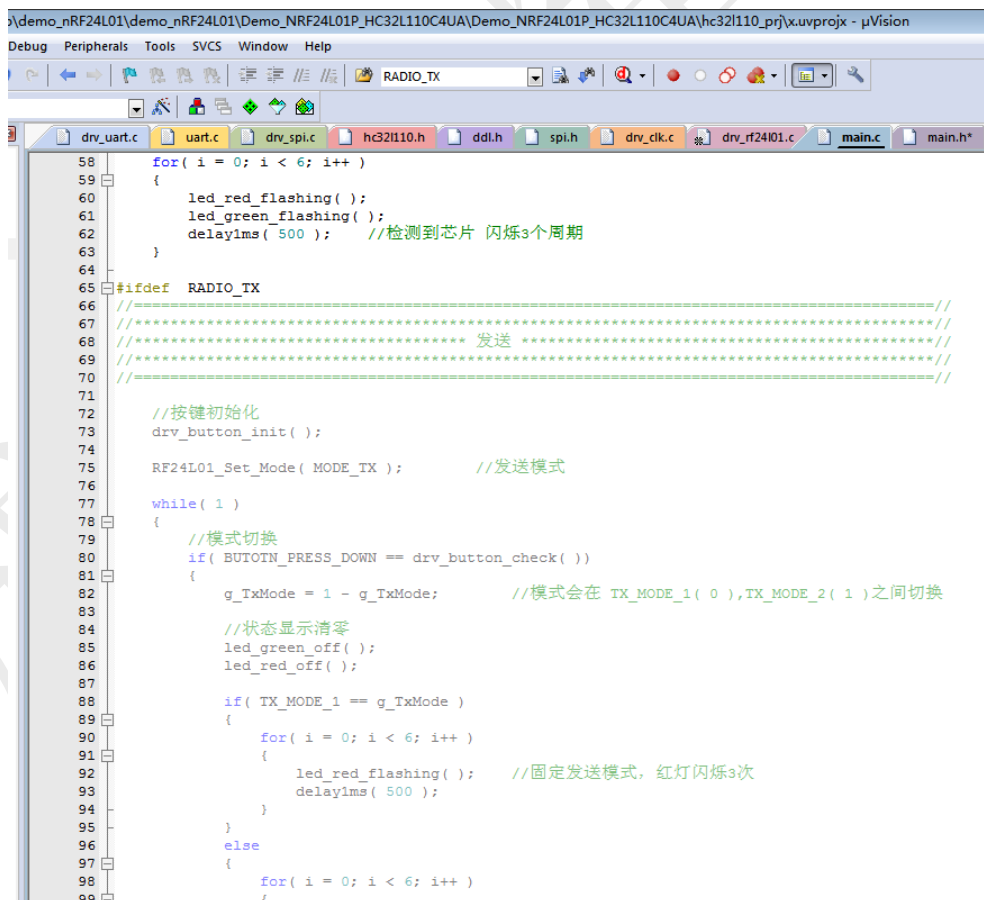 o\demo_nRF24L01\demo_nRF24L01\Demo_NRF24L01P_HC32L110C4UA\Demo_NRF24L01P_HC32L110C4UA\hc32l110_prj\x.uvprojx - µVision
Debug Peripherals Tools SVCS Window Help
RADIO_TX
drv_uart.c uart.c drv_spi.c hc32l110.h ddl.h spi.h drv_clk.c drv_rf24l01.c main.c main.h*
58 for( i = 0; i < 6; i++ )
59 {
60 led_red_flashing( );
61 led_green_flashing( );
62 delay1ms( 500 ); //检测到芯片 闪烁3个周期
63 }
64
65 #ifdef RADIO_TX
66 //=========================================================================================//
67 //*****************************************************************************************//
68 //************************************* 发送 **********************************************//
69 //*****************************************************************************************//
70 //=========================================================================================//
71
72 //按键初始化
73 drv_button_init( );
74
75 RF24L01_Set_Mode( MODE_TX ); //发送模式
76
77 while( 1 )
78 {
79 //模式切换
80 if( BUTOTN_PRESS_DOWN == drv_button_check( ))
81 {
82 g_TxMode = 1 - g_TxMode; //模式会在 TX_MODE_1( 0 ),TX_MODE_2( 1 )之间切换
83
84 //状态显示清零
85 led_green_off( );
86 led_red_off( );
87
88 if( TX_MODE_1 == g_TxMode )
89 {
90 for( i = 0; i < 6; i++ )
91 {
92 led_red_flashing( ); //固定发送模式，红灯闪烁3次
93 delay1ms( 500 );
94 }
95 }
96 else
97 {
98 for( i = 0; i < 6; i++ )
99 {